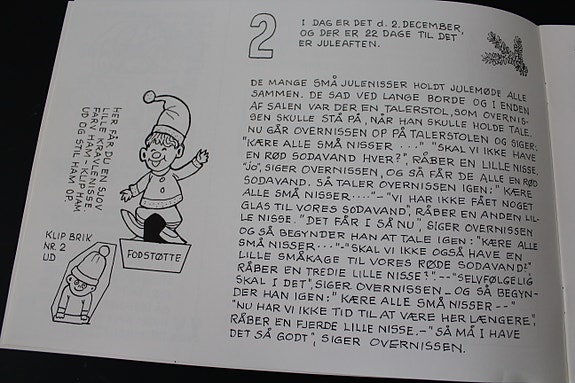 2
I DAG ER DET d. 2. DECEMBER,
OG DER ER 22 DAGE TIL DET
ER JULEAFTEN.
DE MANGE SMÅ JULENISSER HOLDT JULEMØDE ALLE
SAMMEN. DE SAD VED LANGE BORDE OG I ENDEN
AF SALEN VAR DER EN TALERSTOL, SOM OVERNIS-
SEN SKULLE STÅ PÅ, NÅR HAN SKULLE HOLDE TALE.
NU GÅR OVERNISSEN OP PÅ TALERSTOLEN OG SIGER:
"KÆRE ALLE SMÅ NISSER ...." "SKAL VI IKKE HAVE
EN RØD SODAVAND HVER?", RÅBER EN LILLE NISSE.
"JO", SIGER OVERNISSEN, OG SÅ FÅR DE ALLE EN RØD
SODAVAND. SÅ TALER OVERNISSEN IGEN: "KÆRE
ALLE SMÅ NISSER ····"-"VI HAR IKKE FÅET NOGET
GLAS TIL VORES SODAVAND", RÅBER EN ANDEN LIL-
LE NISSE. "DET FÅR I SÅ NU", SIGER OVERNISSEN
OG SÅ BEGYNDER HAN AT TALE IGEN: "KÆRE ALLE
SMÅ NISSER ···"-"SKAL VI IKKE OGSÅ HAVE EN
LILLE SMÅKAGE TIL VORES RØDE SODAVAND?",
RÅBER EN TREDIE LILLE NISSE?"--"SELVFØLGELIG
SKAL I DET", SIGER OVERNISSEN - OG SÅ BEGYN-
DER HAN IGEN: "KÆRE ALLE SMÅ NISSER --"
"NU HAR VI IKKE TID TIL AT VÆRE HER LÆNGERE",
RÅBER EN FJERDE LILLE NISSE. -"SÅ MÅ I HAVE
DET SÅ GODT", SIGER OVERNISSEN.
HER FÅR DU EN SJOV
LILLE KRAVLENISSE
FARV HAM - KLIP HAM
UD OG STIL HAM OP.
FODSTØTTE
KLIP BRIK
NR. 2
UD